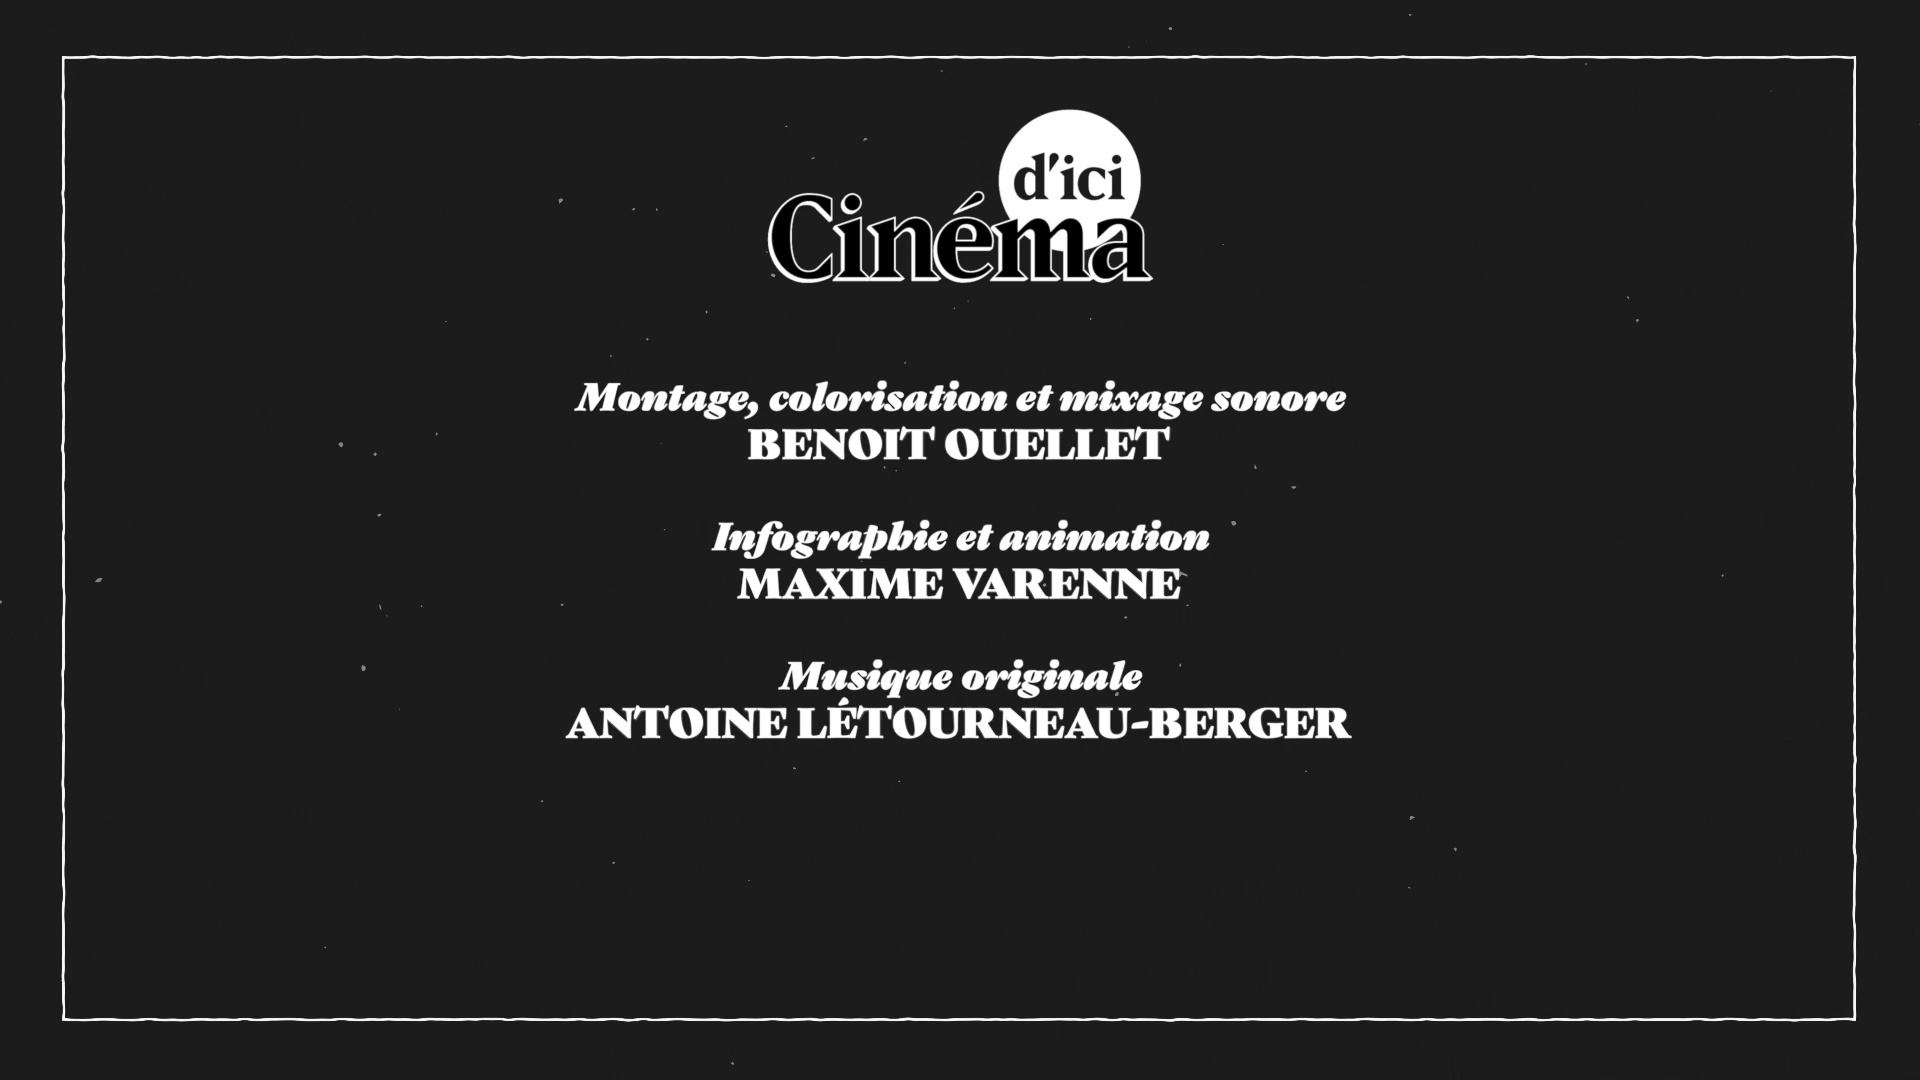 d'ici
Cinéma
Montage, colorisation et mixage sonore
BENOIT OUELLET
Infographie et animation
MAXIME VARENNE
Musique originale
ANTOINE LÉTOURNEAU-BERGER